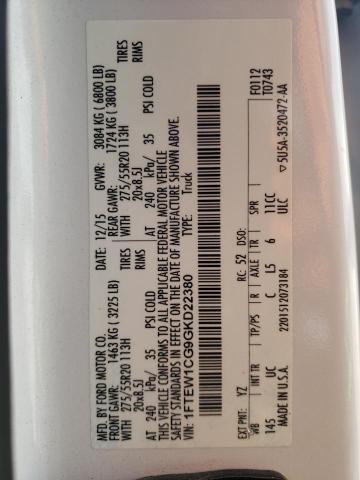 MFD. BY FORD MOTOR CO.
DATE: 12/15 GVWR: 3084 KG ( 6800 LB)
FRONT GAWR: 1463 KG ( 3225 LB) REAR GAWR: 1724 KG ( 3800 LB)
WITH 275/55R20 113H TIRES WITH 275/55R20 113H TIRES
20x8.5J RIMS 20x8.5J RIMS
AT 240 kPa/ 35 PSI COLD AT 240 kPa/ 35 PSI COLD
THIS VEHICLE CONFORMS TO ALL APPLICABLE FEDERAL MOTOR VEHICLE
SAFETY STANDARDS IN EFFECT ON THE DATE OF MANUFACTURE SHOWN ABOVE.
VIN: 1FTEW1CG9GKD22380 TYPE: Truck
EXT PNT: YZ RC: 52 DSO: F0112
WB INT TR TP/PS R AXLE TR SPR T0743
145 UC C L5 6 11CC
ULC
MADE IN U.S.A. 2201512073184 5U5A-3520472-AA